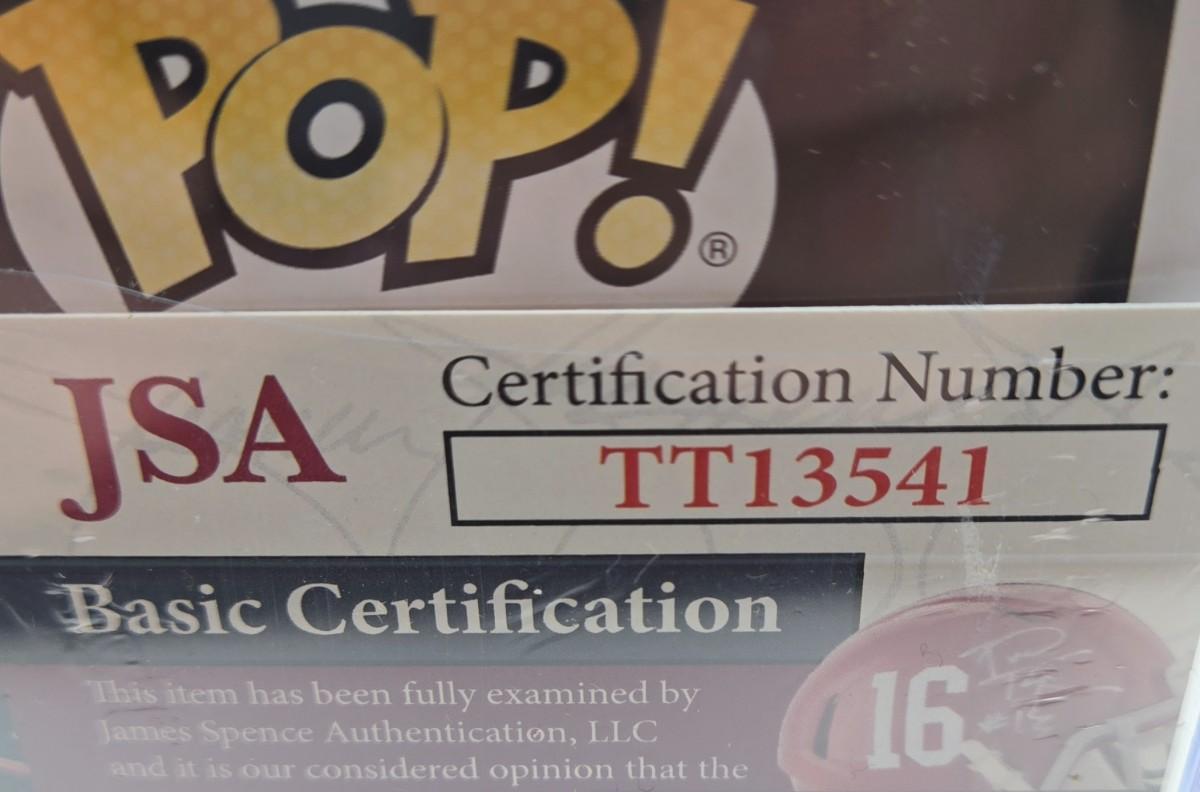 POP!®
JSA
Certification Number:
TT13541
Basic Certification
This item has been fully examined by
James Spence Authentication, LLC
and it is our considered opinion that the
16